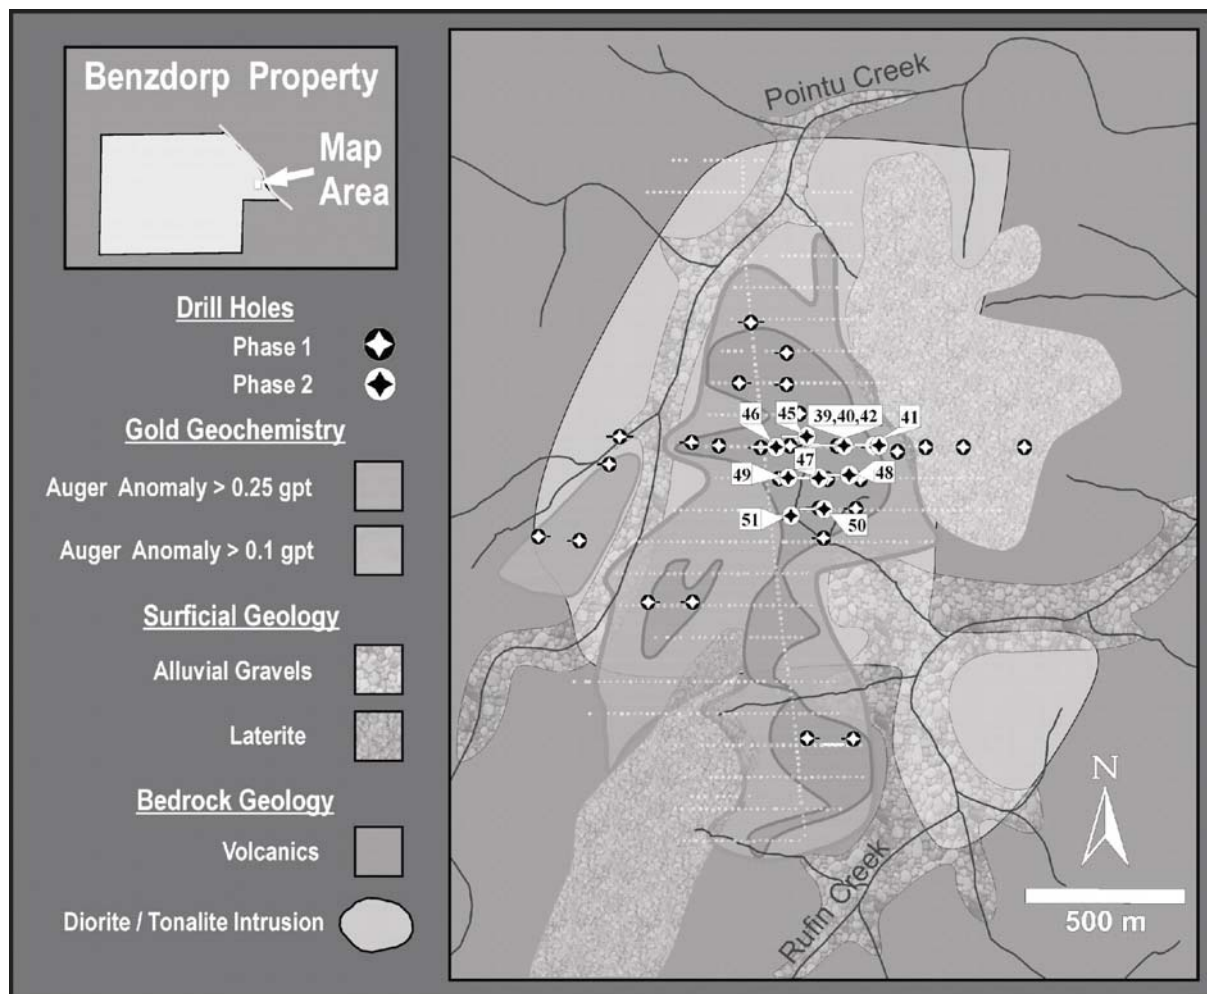 Benzdorp Property
Map
Area
Drill Holes
Phase 1
Phase 2
Gold Geochemistry
Auger Anomaly > 0.25 gpt
Auger Anomaly > 0.1 gpt
Surficial Geology
Alluvial Gravels
Laterite
Bedrock Geology
Volcanics
Diorite / Tonalite Intrusion
Pointu Creek
46
45
39,40,42
41
47
49
48
51
50
Rufin Creek
N
500 m